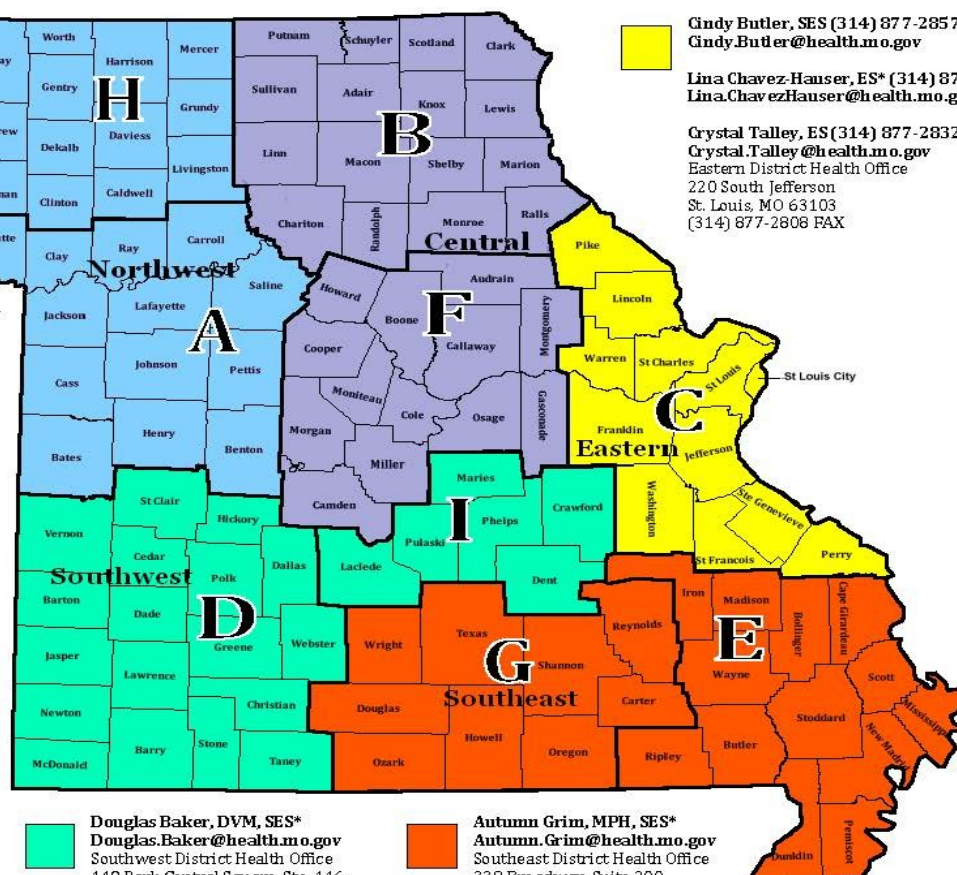 Cindy Butler, SES (314) 877-2857
Cindy.Butler@health.mo.gov
Lina Chavez-Hauser, ES* (314) 87
Lina.ChavezHauser@health.mo.g
Crystal Talley, ES (314) 877-2832
Crystal.Talley@health.mo.gov
Eastern District Health Office
220 South Jefferson
St. Louis, MO 63103
(314) 877-2808 FAX
Worth
Harrison
Mercer
Gentry
H
Grundy
Dekalb
Daviess
Livingston
Clinton
Caldwell
Putnam
Schuyler
Scotland
Clark
Sullivan
Adair
Knox
Lewis
B
Linn
Macon
Shelby
Marion
Chariton
Randolph
Monroe
Ralls
Central
Clay
Ray
Carroll
Northwest
Saline
Jackson
Lafayette
A
Cass
Johnson
Pettis
Bates
Henry
Benton
Howard
Boone
Audrain
F
Callaway
Montgomery
Cooper
Moniteau
Cole
Osage
Gasconade
Morgan
Miller
Camden
Pike
Lincoln
Warren
St Charles
St Louis
St Louis City
C
Franklin
Eastern
Jefferson
Washington
Ste Genevieve
St Francois
Perry
Maries
I
Phelps
Crawford
Pulaski
Laclede
Dent
St Clair
Hickory
Vernon
Cedar
Dallas
Southwest
Polk
Barton
Dade
D
Greene
Webster
Jasper
Lawrence
Newton
Christian
McDonald
Barry
Stone
Taney
Wright
Texas
Reynolds
G
Shannon
Southeast
Douglas
Carter
Ozark
Howell
Oregon
Iron
Madison
Bollinger
Cape Girardeau
E
Wayne
Scott
Stoddard
Mississippi
New Madrid
Ripley
Butler
Dunklin
Pemiscot
Douglas Baker, DVM, SES*
Douglas.Baker@health.mo.gov
Southwest District Health Office
Autumn Grim, MPH, SES*
Autumn.Grim@health.mo.gov
Southeast District Health Office